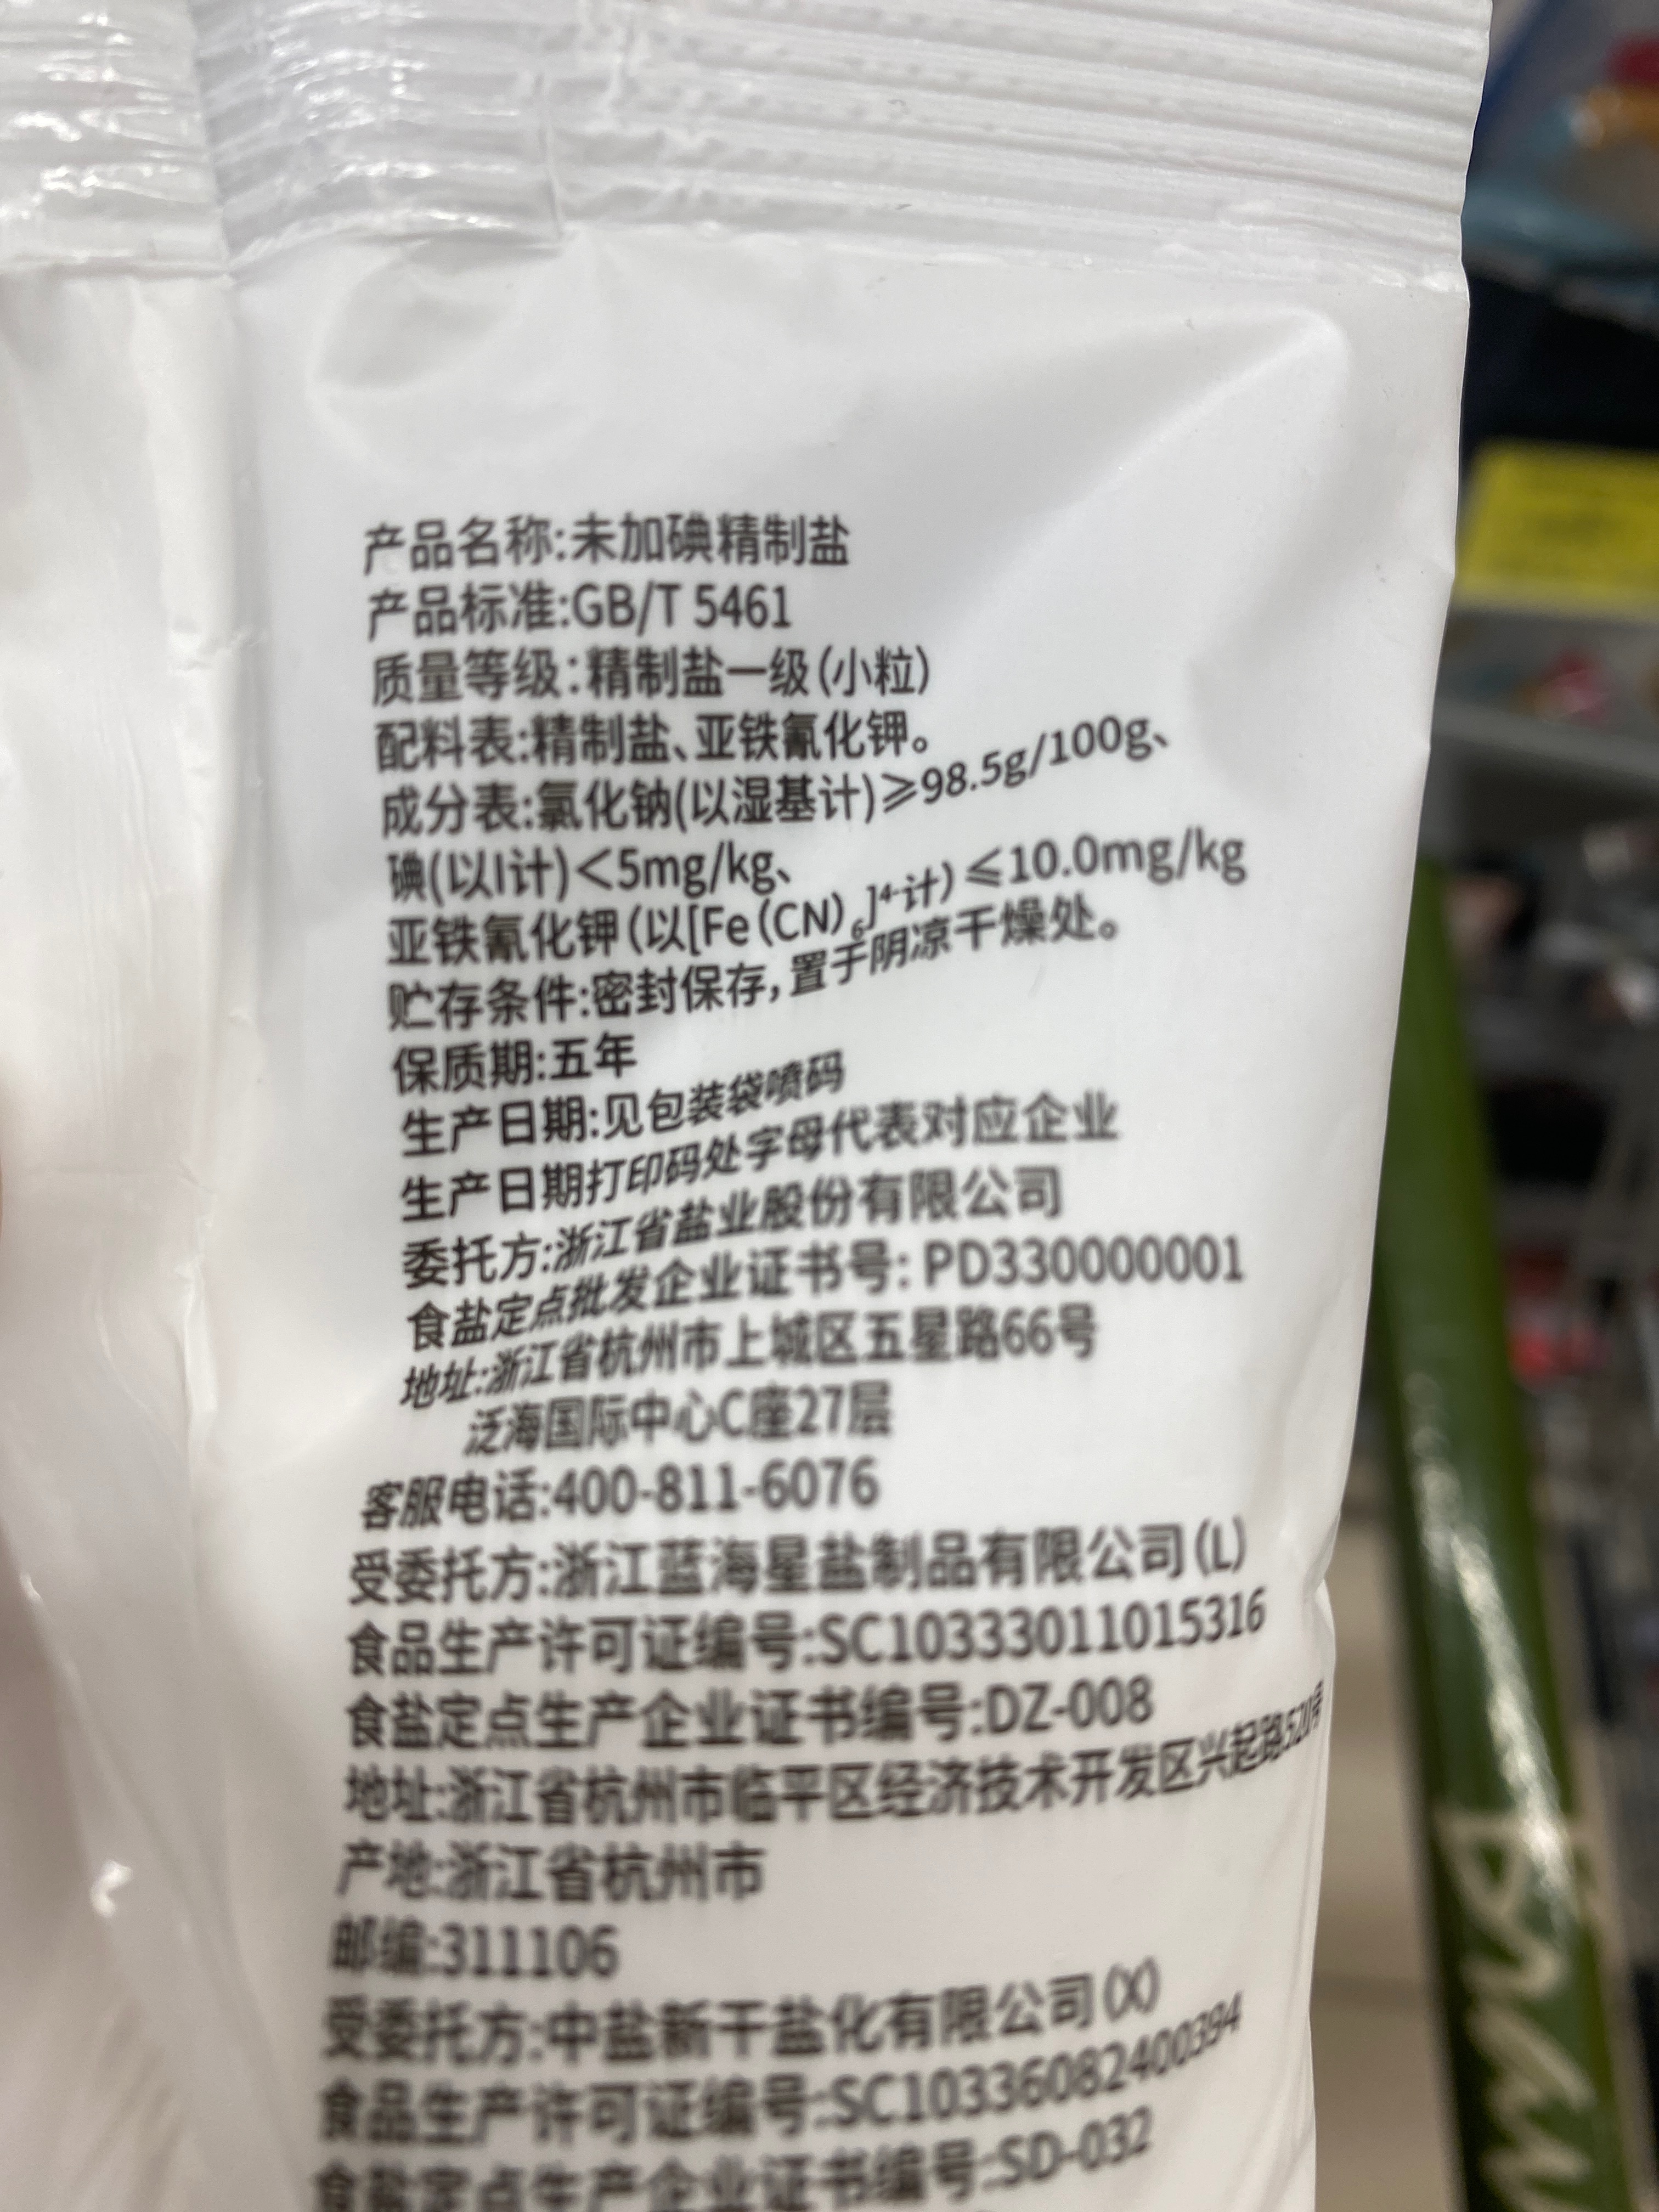 产品名称:未加碘精制盐
产品标准:GB/T 5461
质量等级:精制盐一级(小粒)
配料表:精制盐、亚铁氰化钾。
成分表:氯化钠(以湿基计)≥98.5g/100g、
碘(以I计)<5mg/kg、
亚铁氰化钾(以[Fe(CN)₆]⁴⁻计)≤10.0mg/kg
贮存条件:密封保存,置于阴凉干燥处。
保质期:五年
生产日期:见包装袋喷码
生产日期打印码处字母代表对应企业
委托方:浙江省盐业股份有限公司
食盐定点批发企业证书号: PD330000001
地址:浙江省杭州市上城区五星路66号
泛海国际中心C座27层
客服电话:400-811-6076
受委托方:浙江蓝海星盐制品有限公司(L)
食品生产许可证编号:SC10333011015316
食盐定点生产企业证书编号:DZ-008
地址:浙江省杭州市临平区经济技术开发区兴起路520号
产地:浙江省杭州市
邮编:311106
受委托方:中盐新干盐化有限公司(X)
食品生产许可证编号:SC10336082400394
食盐定点生产企业证书编号:SD-032